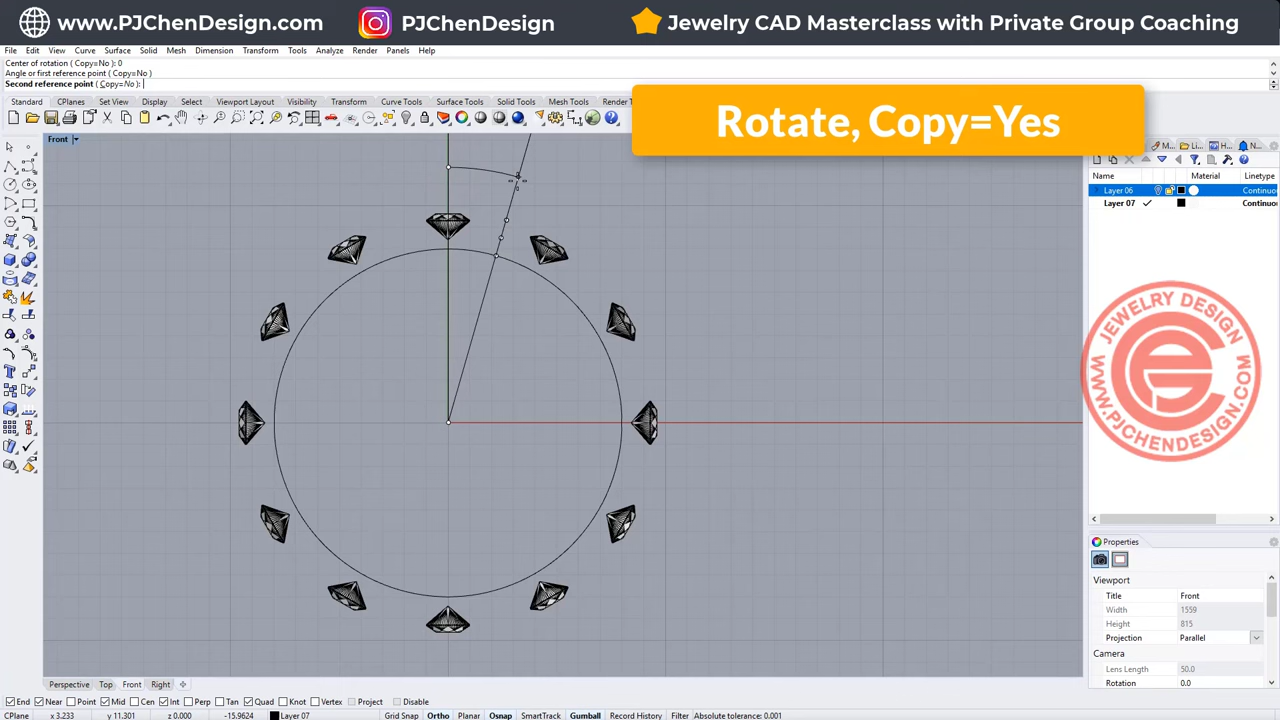 www.PJChenDesign.com PJChenDesign Jewelry CAD Masterclass with Private Group Coaching
File Edit View Curve Surface Solid Mesh Transform Tools Analyze Render Panels Help
Dimension
Center of rotation ( Copy=No ): 0
Angle or first reference point ( Copy=No )
Second reference point ( Copy=No ):
Rotate, Copy=Yes
Standard CPlanes Set View Display Select Viewport Layout Visibility Transform Curve Tools Surface Tools Solid Tools Mesh Tools Render T
Front
M... Li... H... N...
Name Material Linetype
Layer 06 Continuo
Layer 07 Continuo
JEWELRY DESIGN
WWW.PJCHENDESIGN.COM
Properties
Viewport
Title Front
Width 1559
Height 815
Projection Parallel
Camera
Lens Length 50.0
Rotation 0.0
Perspective Top Front Right
End Near Point Mid Cen Int Perp Tan Quad Knot Vertex Project Disable
CPlane x 3.233 y 11.301 z 0.000 -15.9624 Layer 07 Grid Snap Ortho Planar Osnap SmartTrack Gumball Record History Filter Absolute tolerance: 0.001